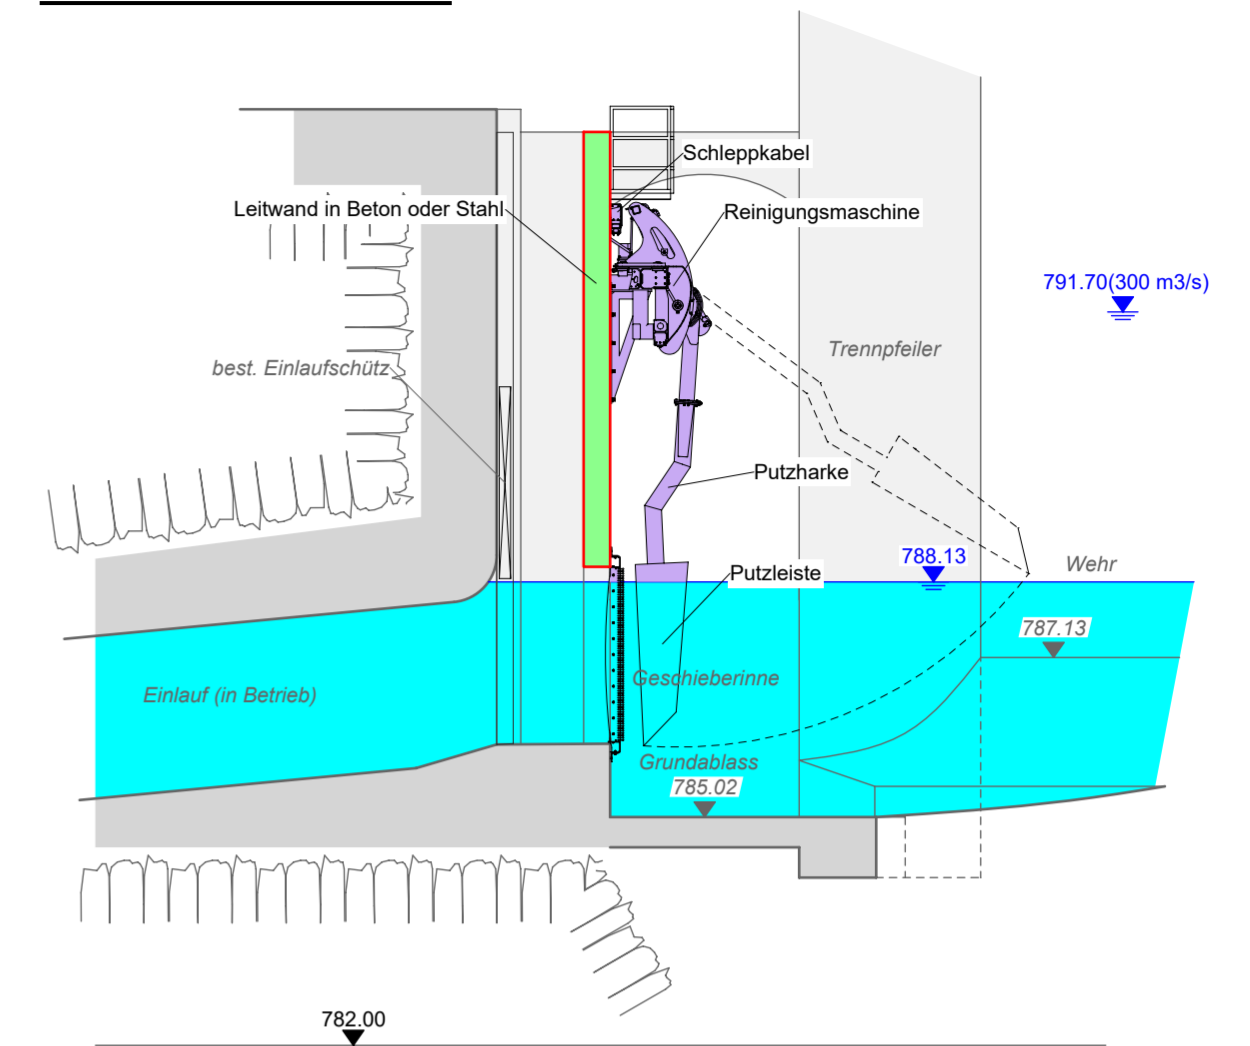 Schleppkabel
Leitwand in Beton oder Stahl
Reinigungsmaschine
791.70(300 m3/s)
Trennpfeiler
best. Einlaufschütz
Putzharke
788.13
Wehr
Putzleiste
787.13
Geschieberinne
Einlauf (in Betrieb)
Grundablass
785.02
782.00